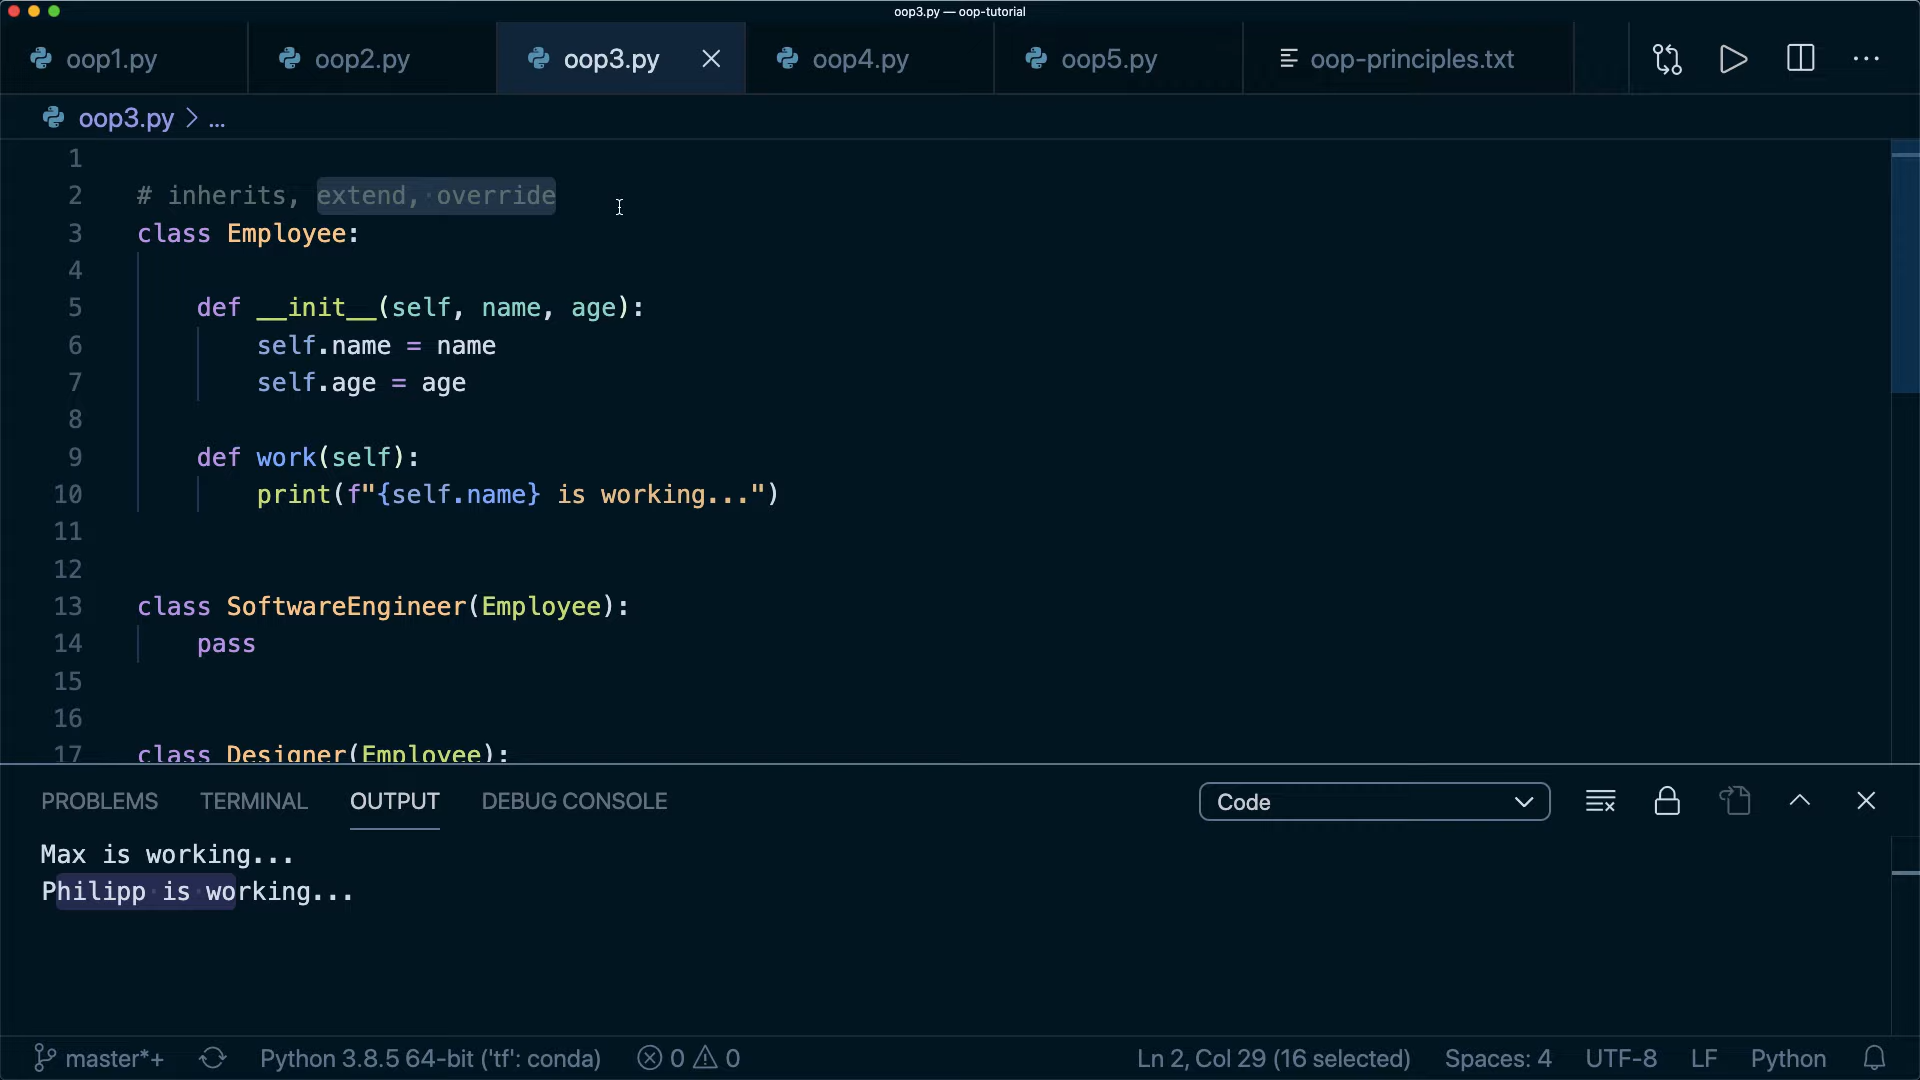 oop3.py — oop-tutorial
oop1.py oop2.py oop3.py oop4.py oop5.py oop-principles.txt
oop3.py > ...
1
2 # inherits, extend, override
3 class Employee:
4
5 def __init__(self, name, age):
6 self.name = name
7 self.age = age
8
9 def work(self):
10 print(f"{self.name} is working...")
11
12
13 class SoftwareEngineer(Employee):
14 pass
15
16
17 class Designer(Employee):
PROBLEMS TERMINAL OUTPUT DEBUG CONSOLE Code
Max is working...
Philipp is working...
master*+ Python 3.8.5 64-bit ('tf': conda) 0 0 Ln 2, Col 29 (16 selected) Spaces: 4 UTF-8 LF Python